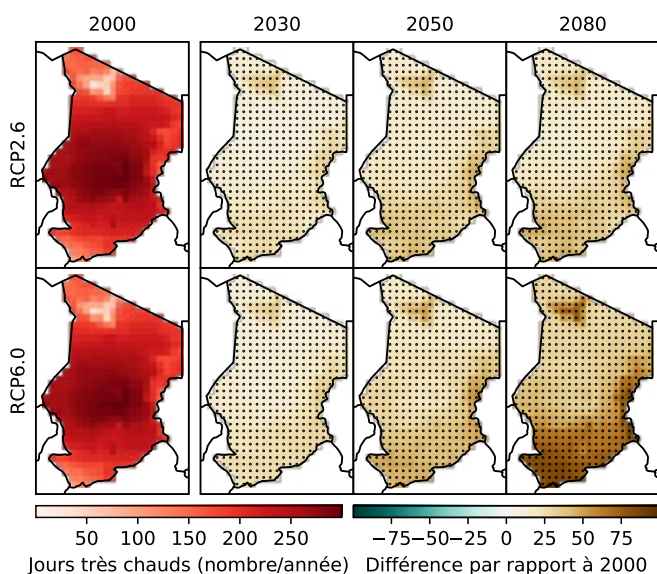 2000 2030 2050 2080
RCP2.6
RCP6.0
50 100 150 200 250 −75 −50 −25 0 25 50 75
Jours très chauds (nombre/année) Différence par rapport à 2000